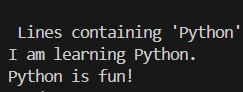 Lines containing 'Python'
I am learning Python.
Python is fun!